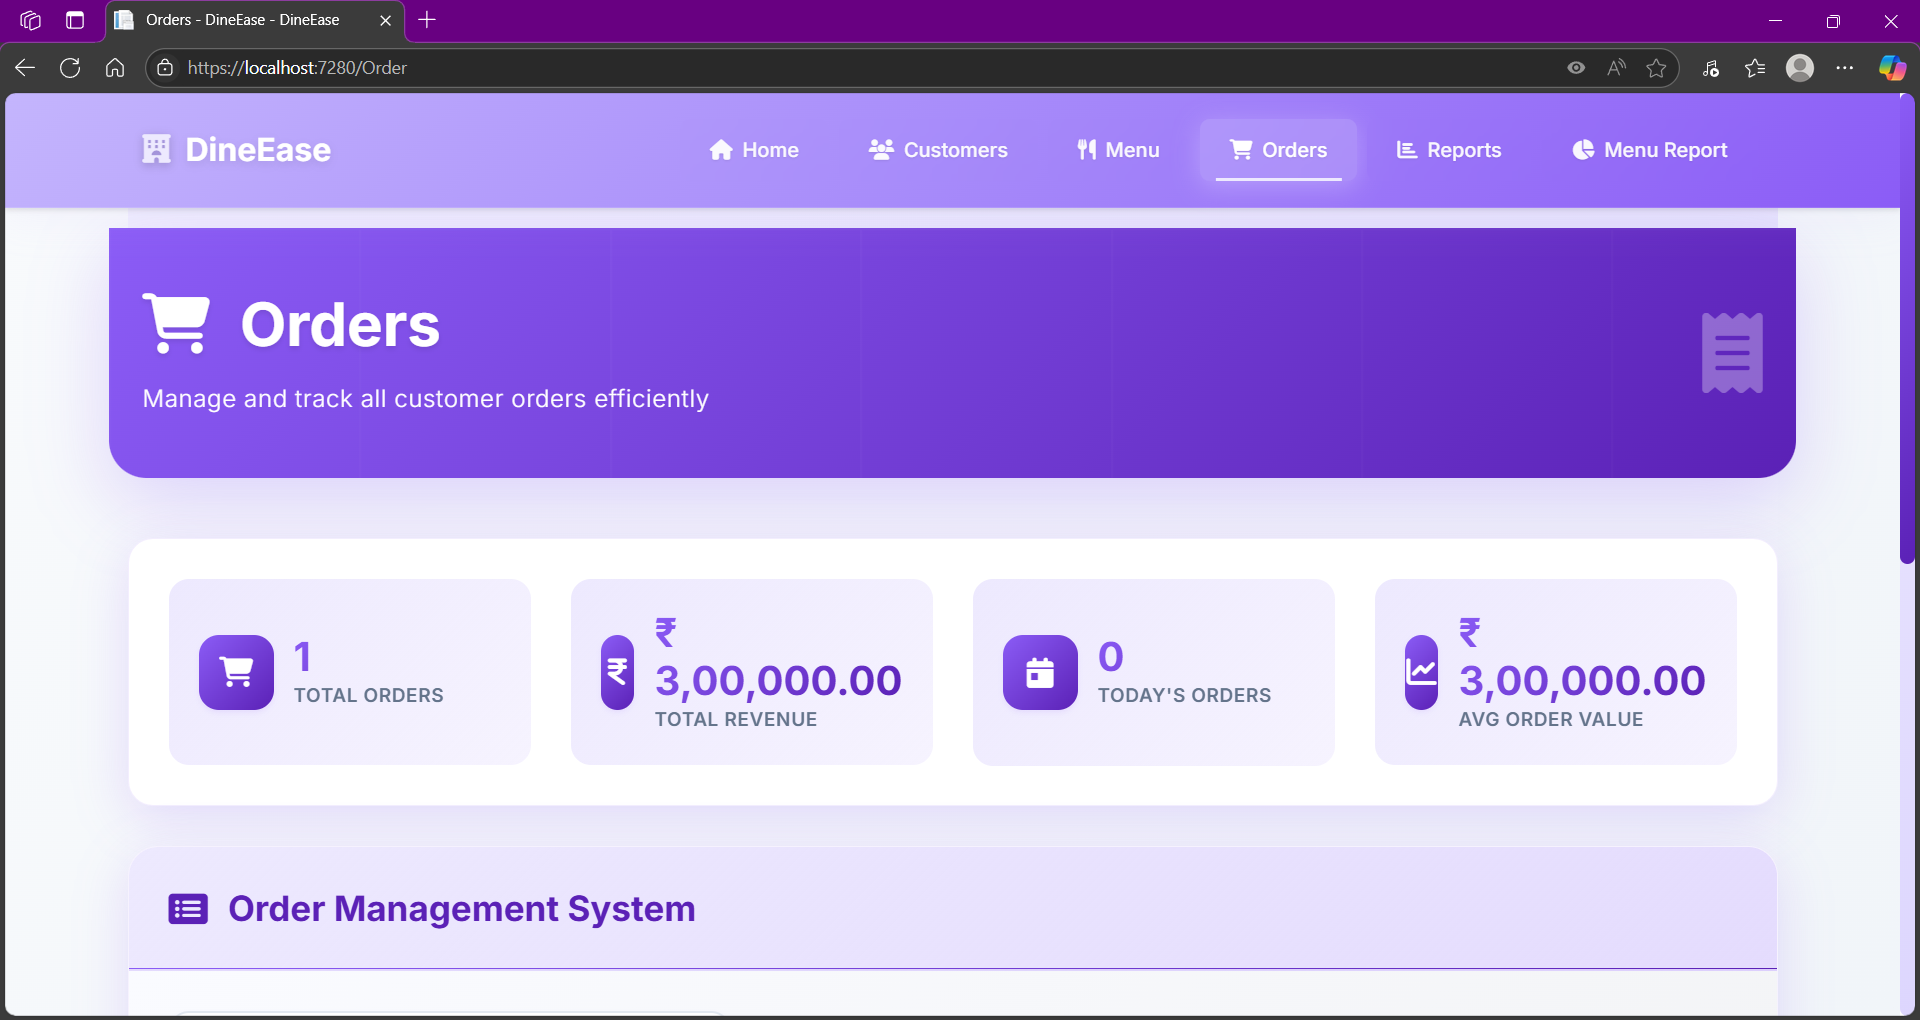 Orders - DineEase - DineEase
https://localhost:7280/Order
DineEase
Home
Customers
Menu
Orders
Reports
Menu Report
Orders
Manage and track all customer orders efficiently
1
TOTAL ORDERS
₹
3,00,000.00
TOTAL REVENUE
0
TODAY'S ORDERS
₹
3,00,000.00
AVG ORDER VALUE
Order Management System